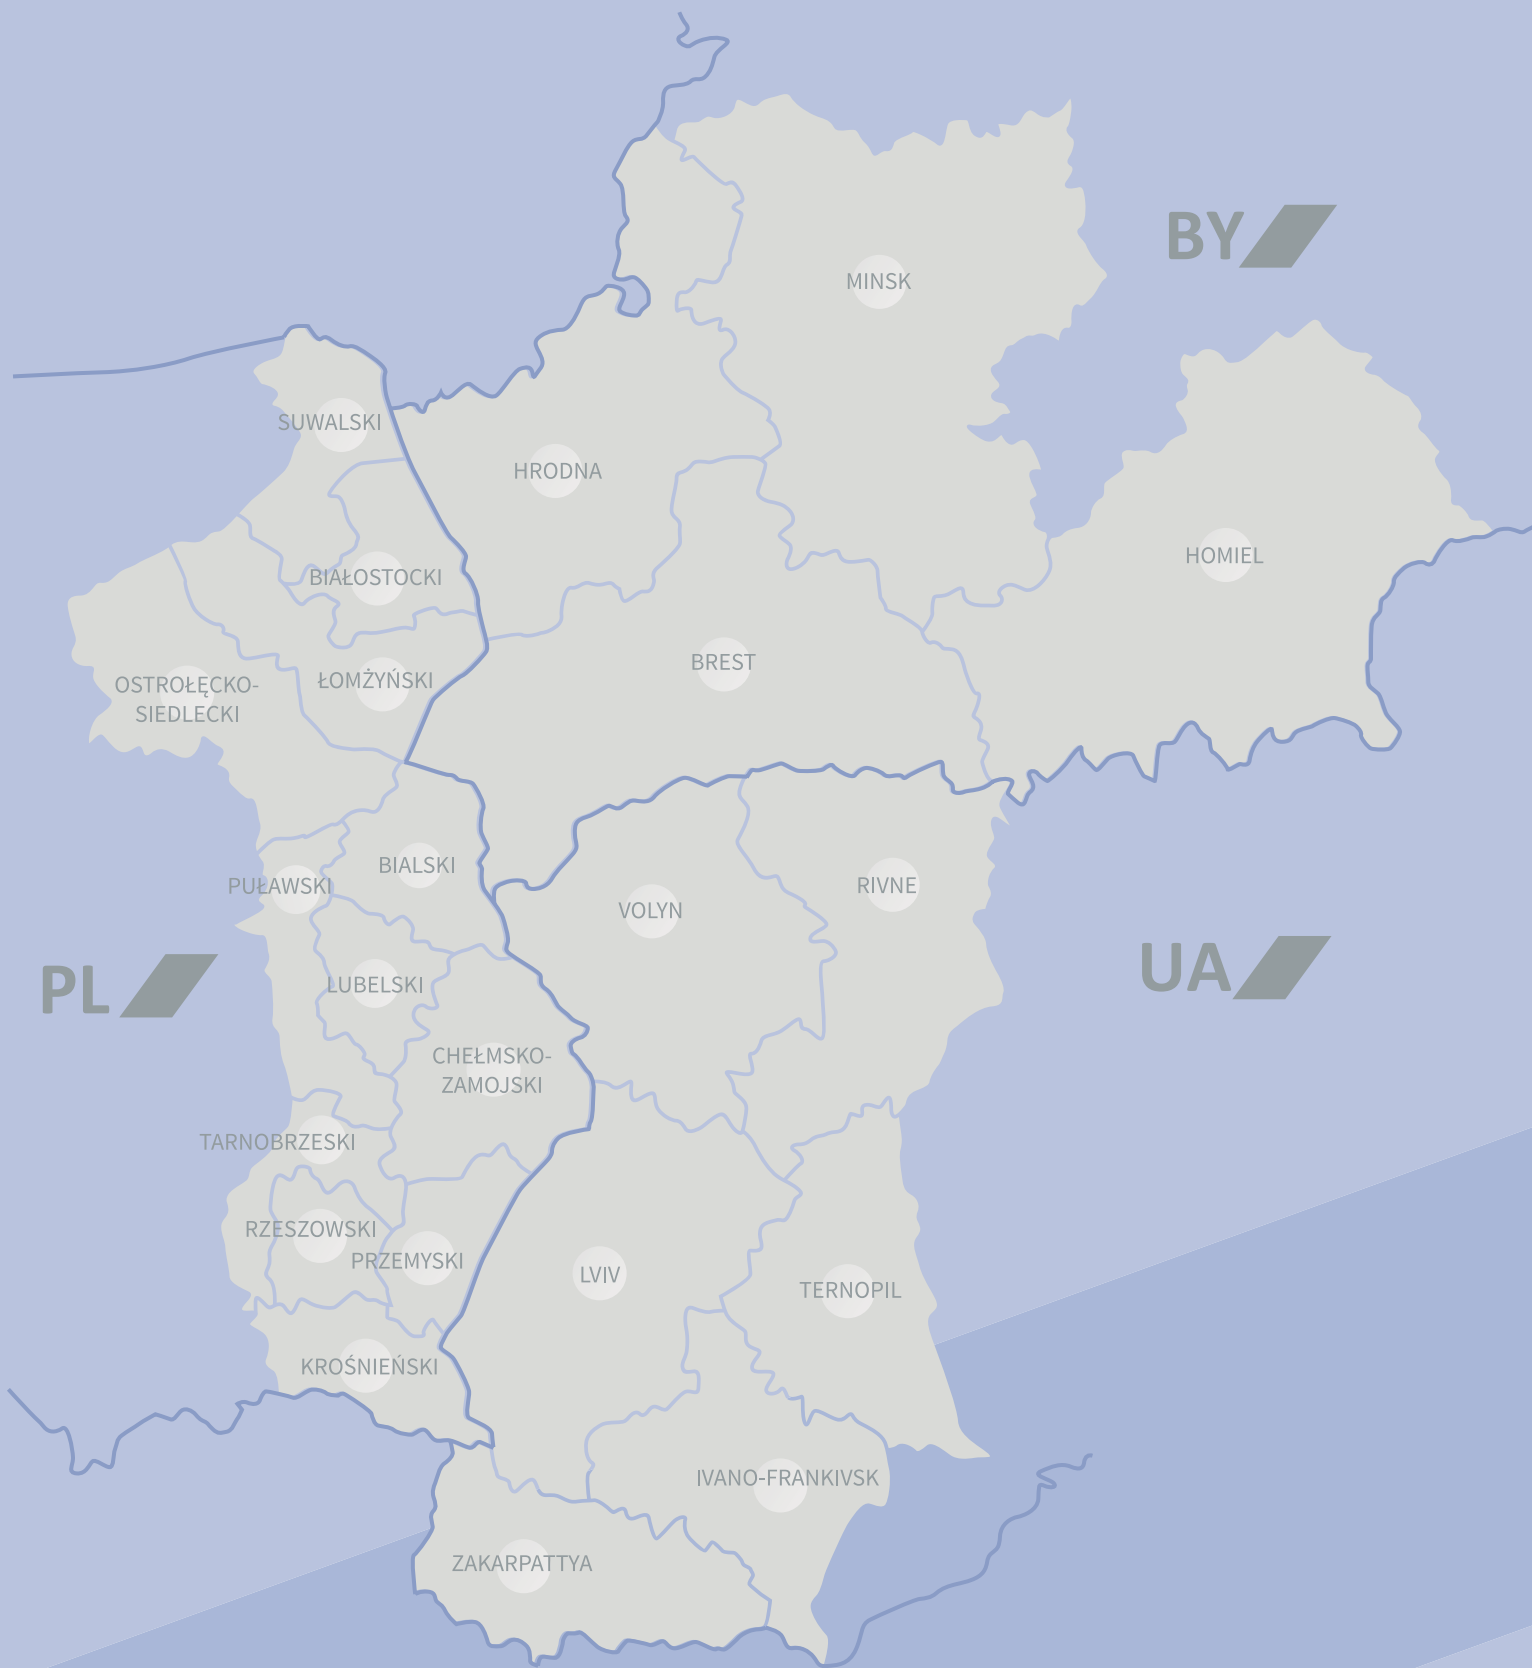 BY
MINSK
SUWALSKI
HRODNA
HOMIEL
BIAŁOSTOCKI
BREST
ŁOMŻYŃSKI
OSTROŁĘCKO-
SIEDLECKI
BIALSKI
PUŁAWSKI
RIVNE
VOLYN
UA
PL
LUBELSKI
CHEŁMSKO-
ZAMOJSKI
TARNOBRZESKI
RZESZOWSKI
PRZEMYSKI
LVIV
TERNOPIL
KROŚNIEŃSKI
IVANO-FRANKIVSK
ZAKARPATTYA